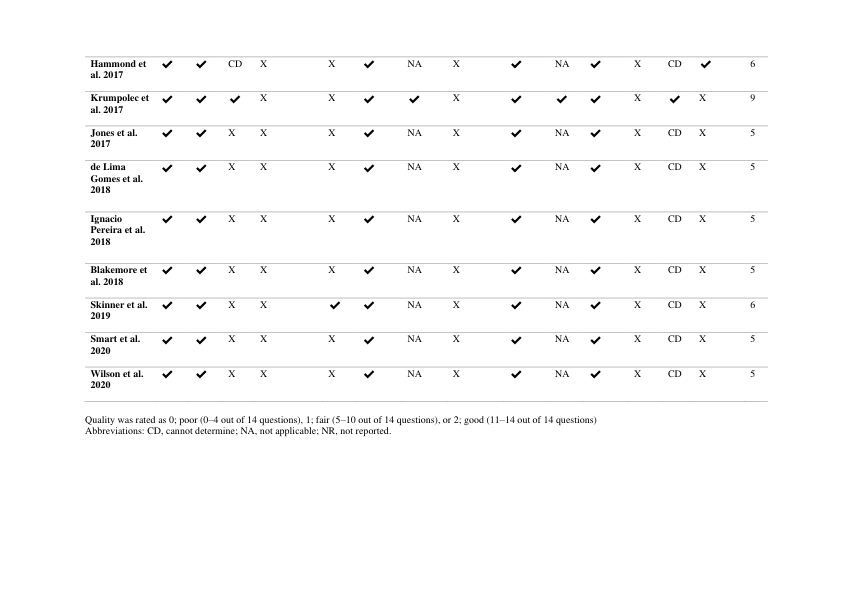 Hammond et ✓ ✓ CD X X ✓ NA X ✓ NA ✓ X CD ✓ 6
al. 2017
Krumpolec et ✓ ✓ ✓ X X ✓ ✓ X ✓ ✓ ✓ X ✓ X 9
al. 2017
Jones et al. ✓ ✓ X X X ✓ NA X ✓ NA ✓ X CD X 5
2017
de Lima ✓ ✓ X X X ✓ NA X ✓ NA ✓ X CD X 5
Gomes et al.
2018
Ignacio ✓ ✓ X X X ✓ NA X ✓ NA ✓ X CD X 5
Pereira et al.
2018
Blakemore et ✓ ✓ X X X ✓ NA X ✓ NA ✓ X CD X 5
al. 2018
Skinner et al. ✓ ✓ X X ✓ ✓ NA X ✓ NA ✓ X CD X 6
2019
Smart et al. ✓ ✓ X X X ✓ NA X ✓ NA ✓ X CD X 5
2020
Wilson et al. ✓ ✓ X X X ✓ NA X ✓ NA ✓ X CD X 5
2020
Quality was rated as 0; poor (0–4 out of 14 questions), 1; fair (5–10 out of 14 questions), or 2; good (11–14 out of 14 questions)
Abbreviations: CD, cannot determine; NA, not applicable; NR, not reported.